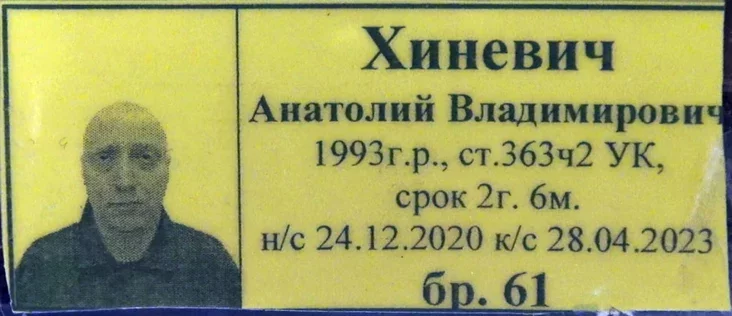 Хиневич
Анатолий Владимирович
1993г.р., ст.363ч2 УК,
срок 2г. 6м.
н/с 24.12.2020 к/с 28.04.2023
бр. 61